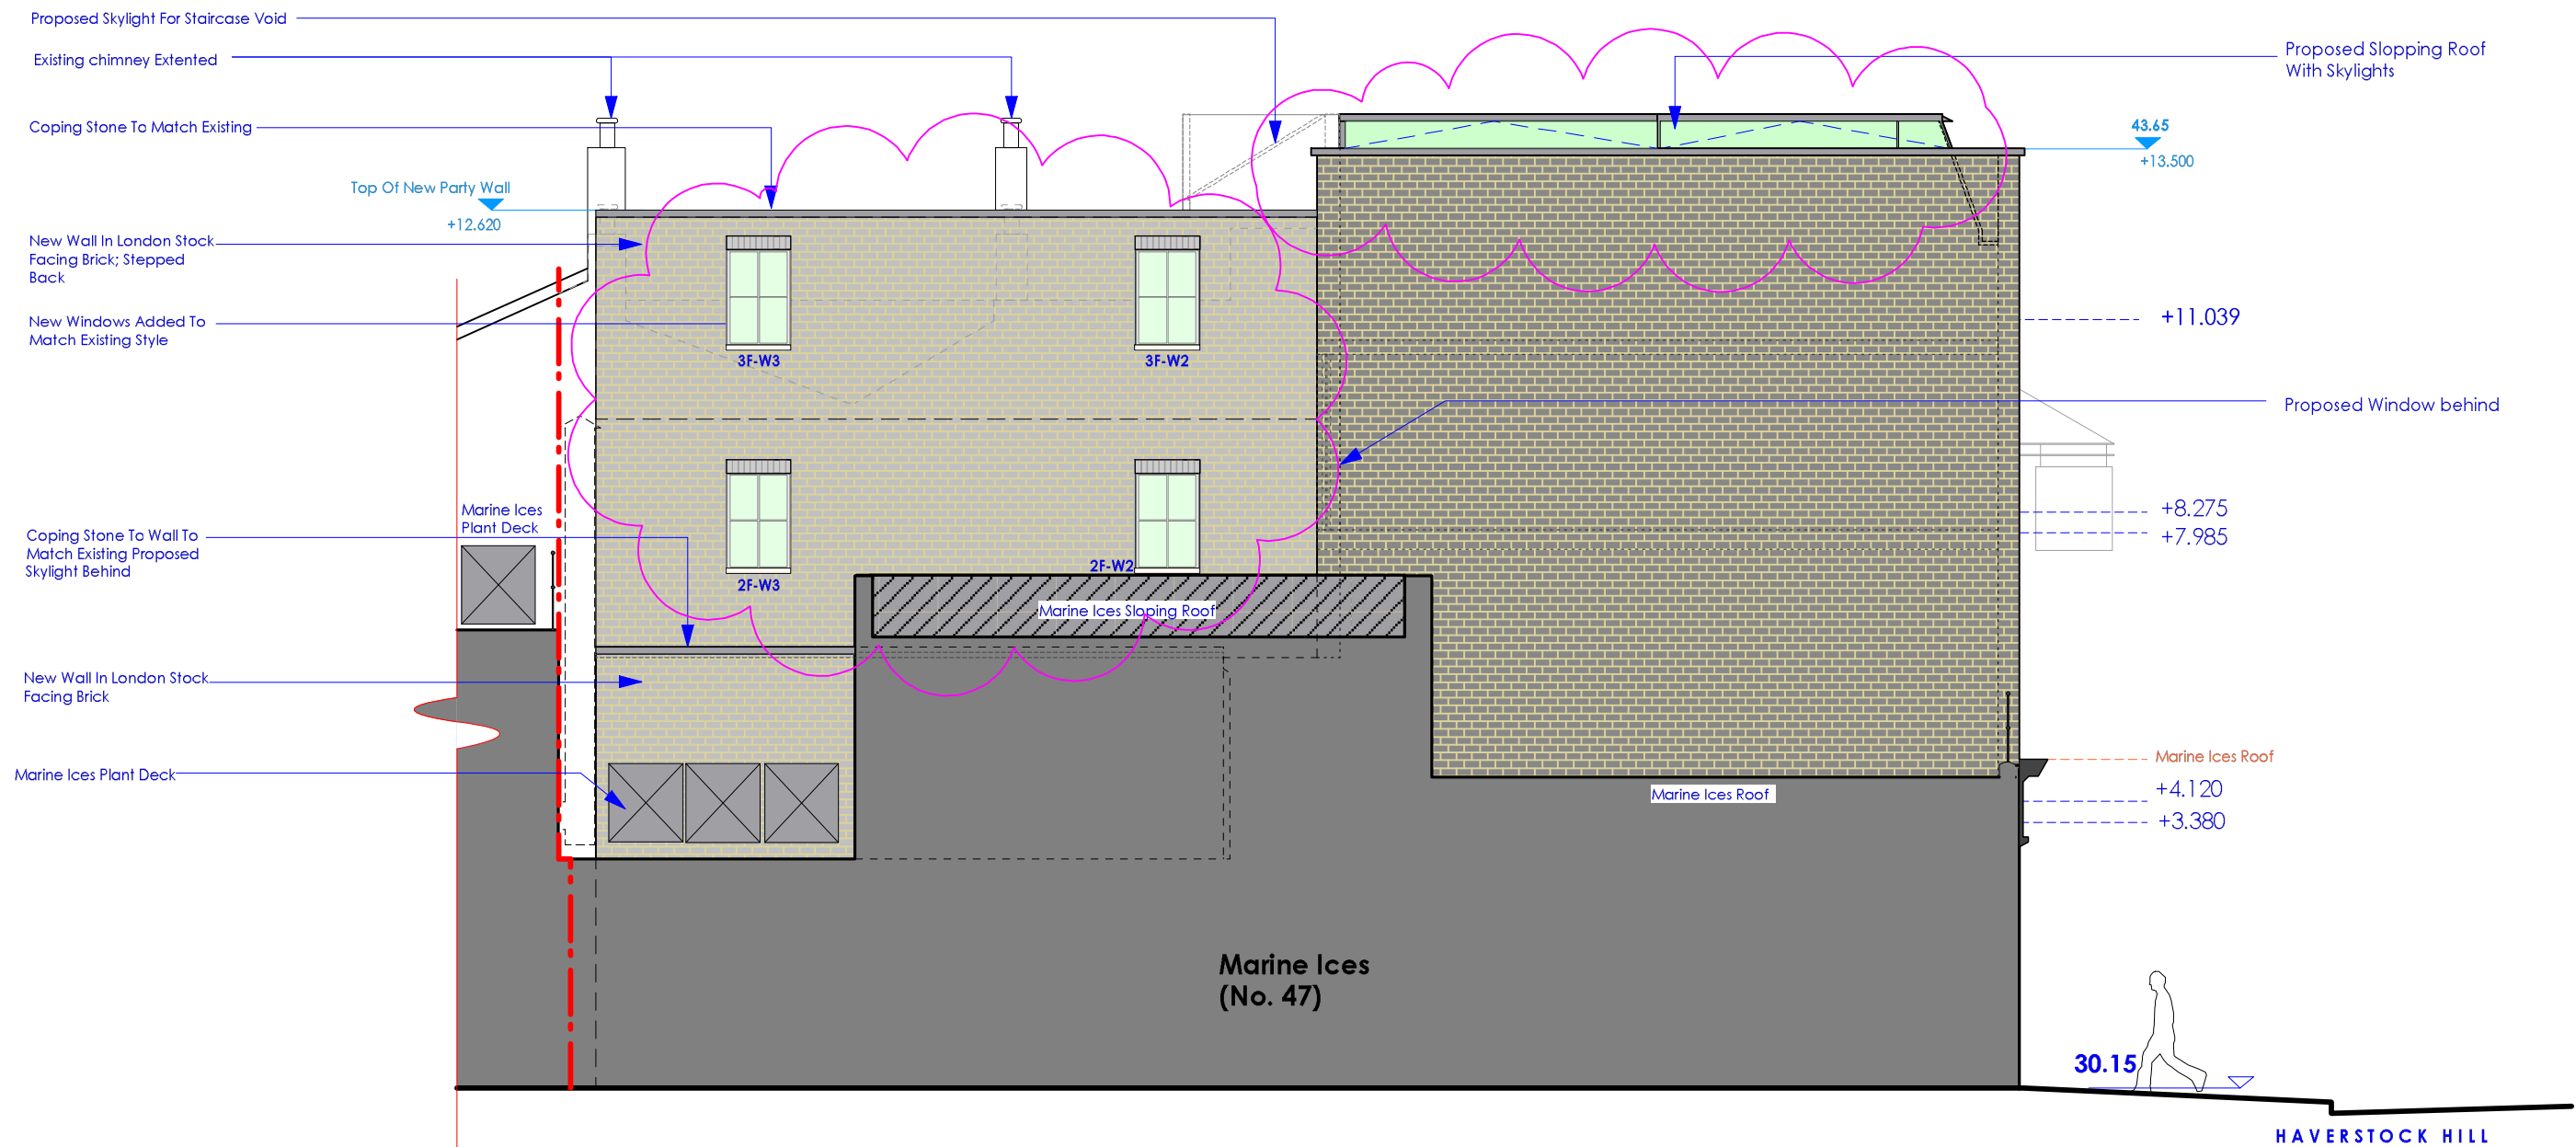 Proposed Skylight For Staircase Void
Existing chimney Extented
Coping Stone To Match Existing
Top Of New Party Wall
+12.620
New Wall In London Stock
Facing Brick; Stepped
Back
New Windows Added To
Match Existing Style
Marine Ices
Plant Deck
Coping Stone To Wall To
Match Existing Proposed
Skylight Behind
New Wall In London Stock
Facing Brick
Marine Ices Plant Deck
3F-W3
3F-W2
2F-W3
2F-W2
Marine Ices Sloping Roof
Marine Ices Roof
Marine Ices
(No. 47)
Proposed Slopping Roof
With Skylights
43.65
+13.500
+11.039
Proposed Window behind
+8.275
+7.985
Marine Ices Roof
+4.120
+3.380
30.15
HAVERSTOCK HILL